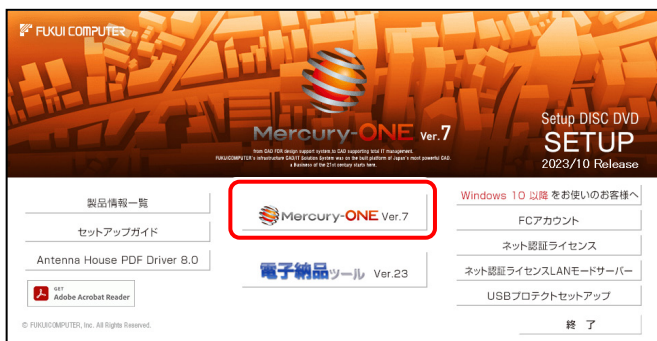 FUKUI COMPUTER
Mercury-ONE Ver.7
from CAD FOR design support system to CAD supporting total IT management.
FUKUICOMPUTER's infrastructure CAD/IT Solution System was on the built platform of Japan's most powerful CAD.
a Business of the 21st century starts here.
Setup DISC DVD
SETUP
2023/10 Release
製品情報一覧
セットアップガイド
Antenna House PDF Driver 8.0
GET
Adobe Acrobat Reader
Mercury-ONE Ver.7
電子納品ツール Ver.23
Windows 10 以降 をお使いのお客様へ
FCアカウント
ネット認証ライセンス
ネット認証ライセンスLANモードサーバー
USBプロテクトセットアップ
終 了
© FUKUICOMPUTER, Inc. All Rights Reserved.